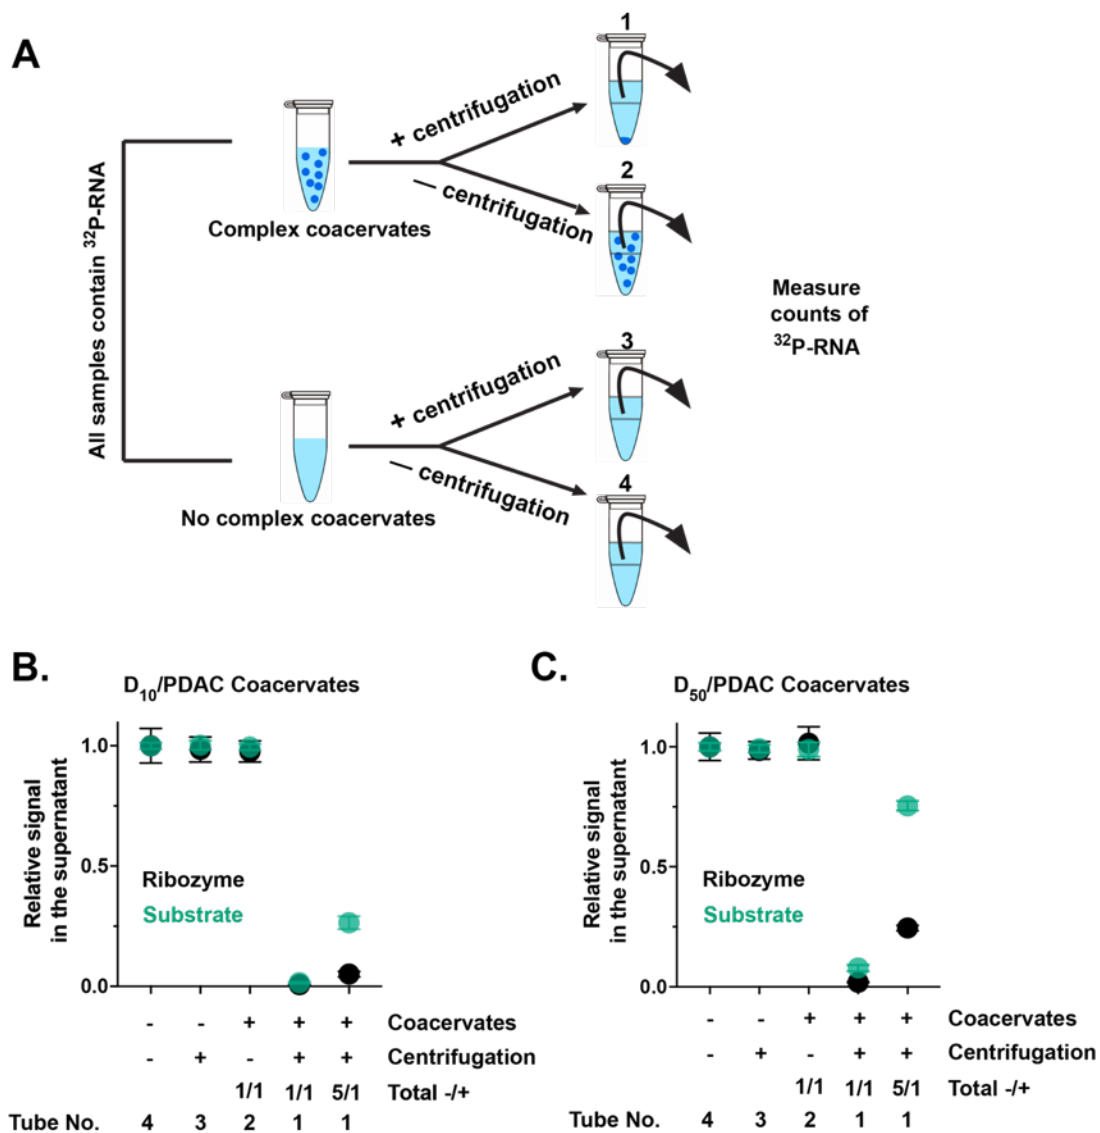 A
1
+ centrifugation
2
— centrifugation
Complex coacervates
All samples contain ³²P-RNA
Measure
counts of
³²P-RNA
3
+ centrifugation
4
— centrifugation
No complex coacervates
B.
D₁₀/PDAC Coacervates
Relative signal
in the supernatant
1.0
0.5
0.0
Ribozyme
Substrate
- - + + + Coacervates
- + - + + Centrifugation
1/1 1/1 5/1 Total -/+
Tube No. 4 3 2 1 1
C.
D₅₀/PDAC Coacervates
Relative signal
in the supernatant
1.0
0.5
0.0
Ribozyme
Substrate
- - + + + Coacervates
- + - + + Centrifugation
1/1 1/1 5/1 Total -/+
Tube No. 4 3 2 1 1